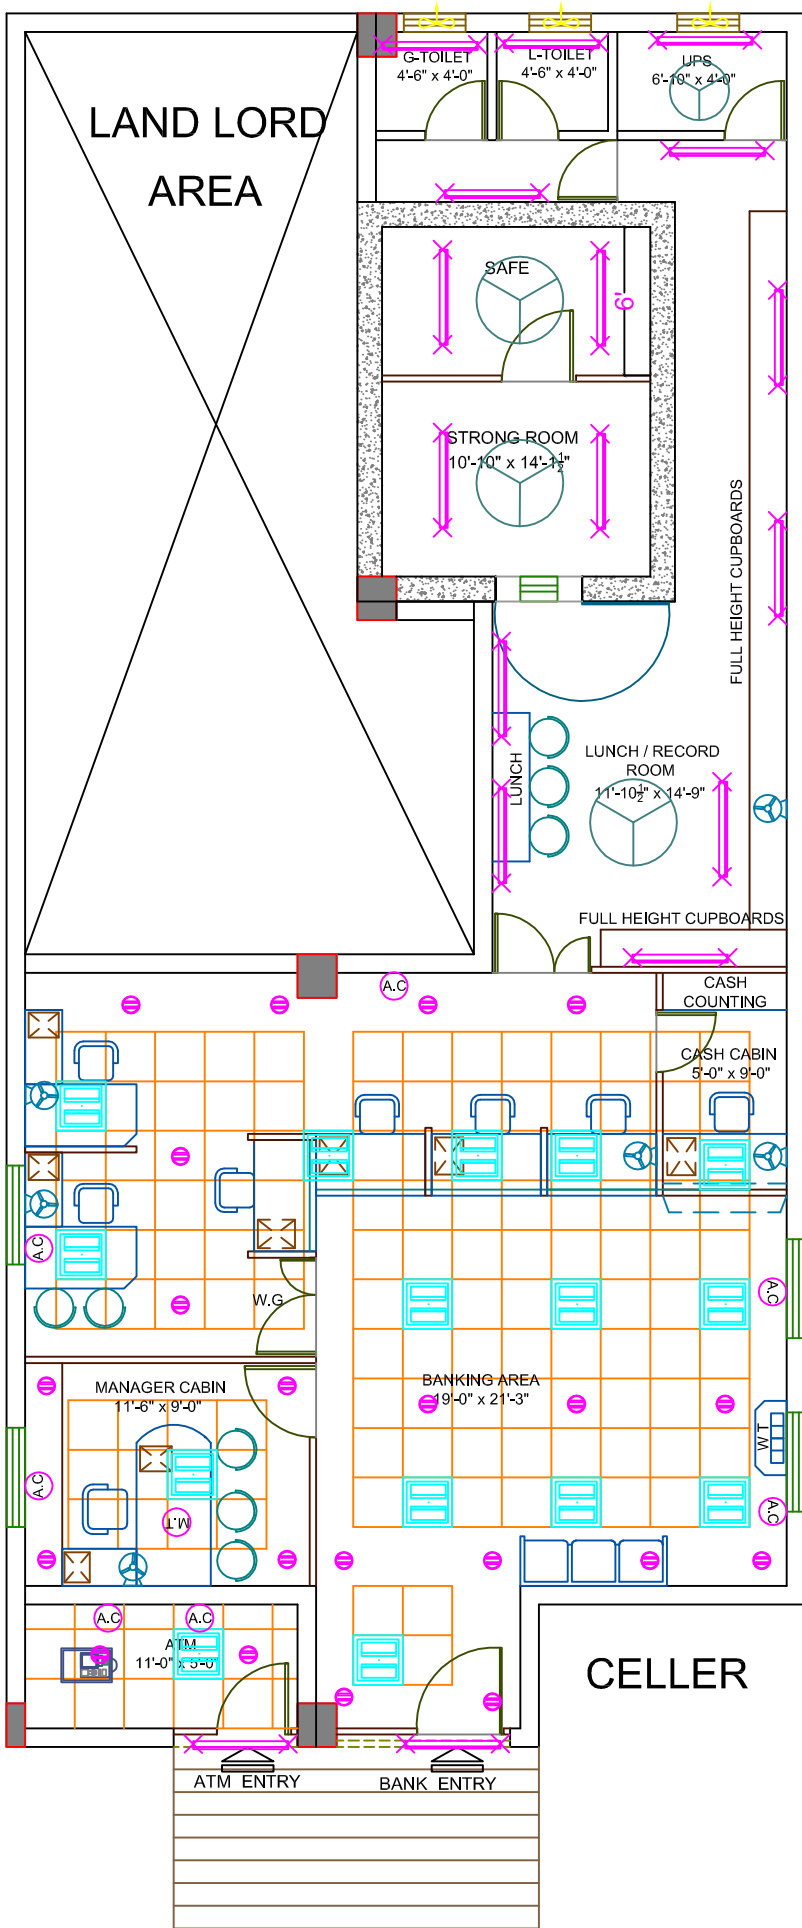 G-TOILET
4'-6" x 4'-0"
L-TOILET
4'-6" x 4'-0"
UPS
6'-10" x 4'-0"
LAND LORD
AREA
SAFE
6'
STRONG ROOM
10'-10" x 14'-1½"
FULL HEIGHT CUPBOARDS
LUNCH
LUNCH / RECORD
ROOM
11'-10½" x 14'-9"
FULL HEIGHT CUPBOARDS
A.C
CASH
COUNTING
CASH CABIN
5'-0" x 9'-0"
A.C
W.G
A.C
MANAGER CABIN
11'-6" x 9'-0"
BANKING AREA
19'-0" x 21'-3"
W T
A.C
M.T
A.C
A.C
A.C
ATM
11'-0" x 5'-0"
CELLER
ATM ENTRY
BANK ENTRY